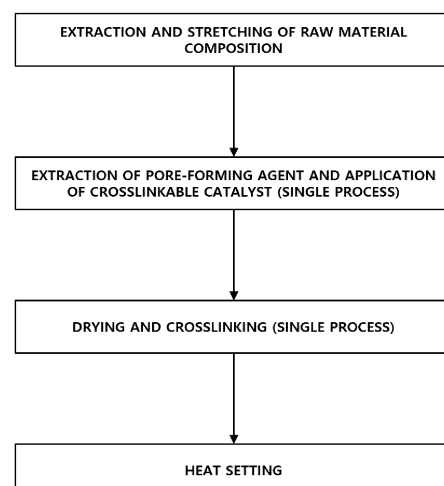 EXTRACTION AND STRETCHING OF RAW MATERIAL
COMPOSITION
EXTRACTION OF PORE-FORMING AGENT AND APPLICATION
OF CROSSLINKABLE CATALYST (SINGLE PROCESS)
DRYING AND CROSSLINKING (SINGLE PROCESS)
HEAT SETTING